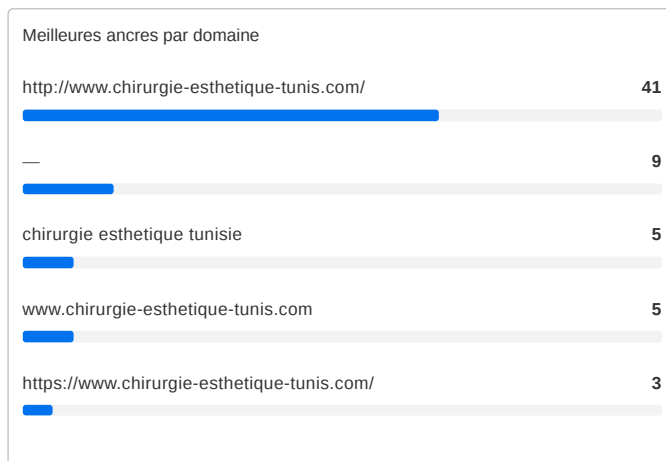 Meilleures ancres par domaine
http://www.chirurgie-esthetique-tunis.com/ 41
— 9
chirurgie esthetique tunisie 5
www.chirurgie-esthetique-tunis.com 5
https://www.chirurgie-esthetique-tunis.com/ 3